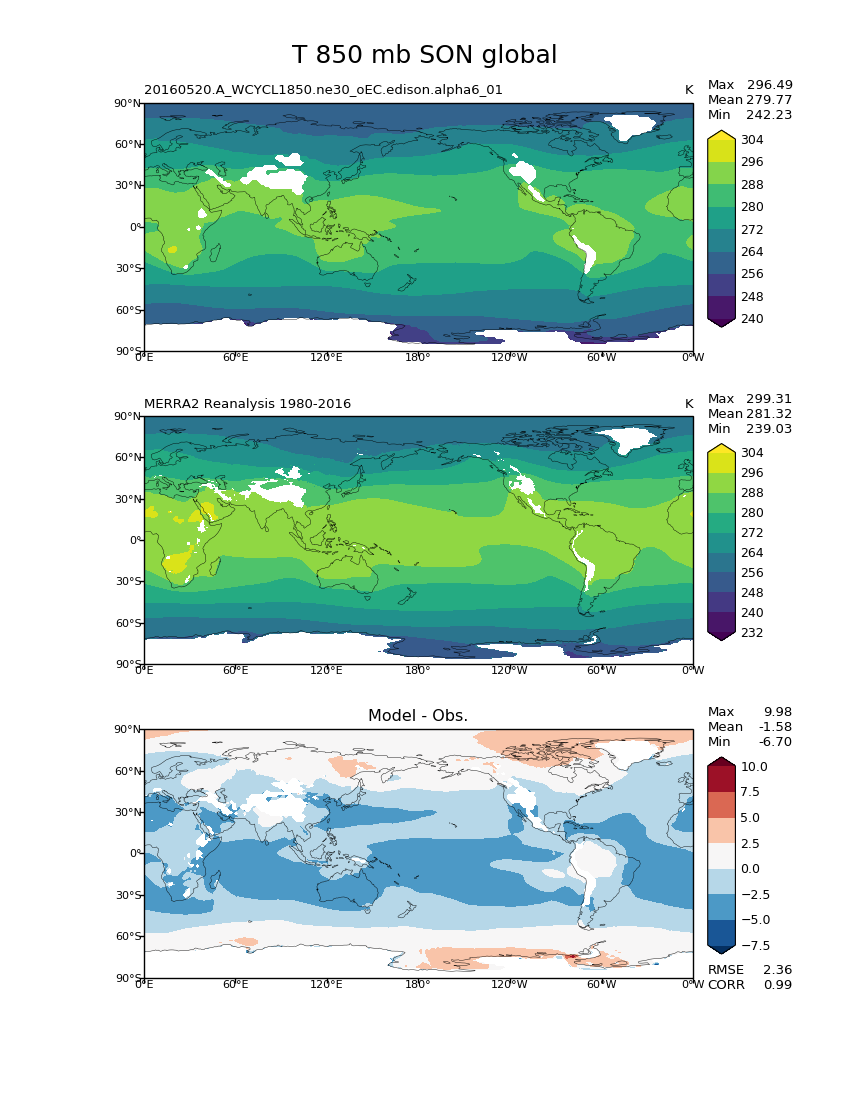 T 850 mb SON global
20160520.A_WCYCL1850.ne30_oEC.edison.alpha6_01 K
Max 296.49
Mean 279.77
Min 242.23
90°N
60°N
30°N
0°
30°S
60°S
90°S
0°E 60°E 120°E 180° 120°W 60°W 0°W
304
296
288
280
272
264
256
248
240
MERRA2 Reanalysis 1980-2016 K
Max 299.31
Mean 281.32
Min 239.03
90°N
60°N
30°N
0°
30°S
60°S
90°S
0°E 60°E 120°E 180° 120°W 60°W 0°W
304
296
288
280
272
264
256
248
240
232
Model - Obs.
Max 9.98
Mean -1.58
Min -6.70
90°N
60°N
30°N
0°
30°S
60°S
90°S
0°E 60°E 120°E 180° 120°W 60°W 0°W
10.0
7.5
5.0
2.5
0.0
−2.5
−5.0
−7.5
RMSE 2.36
CORR 0.99